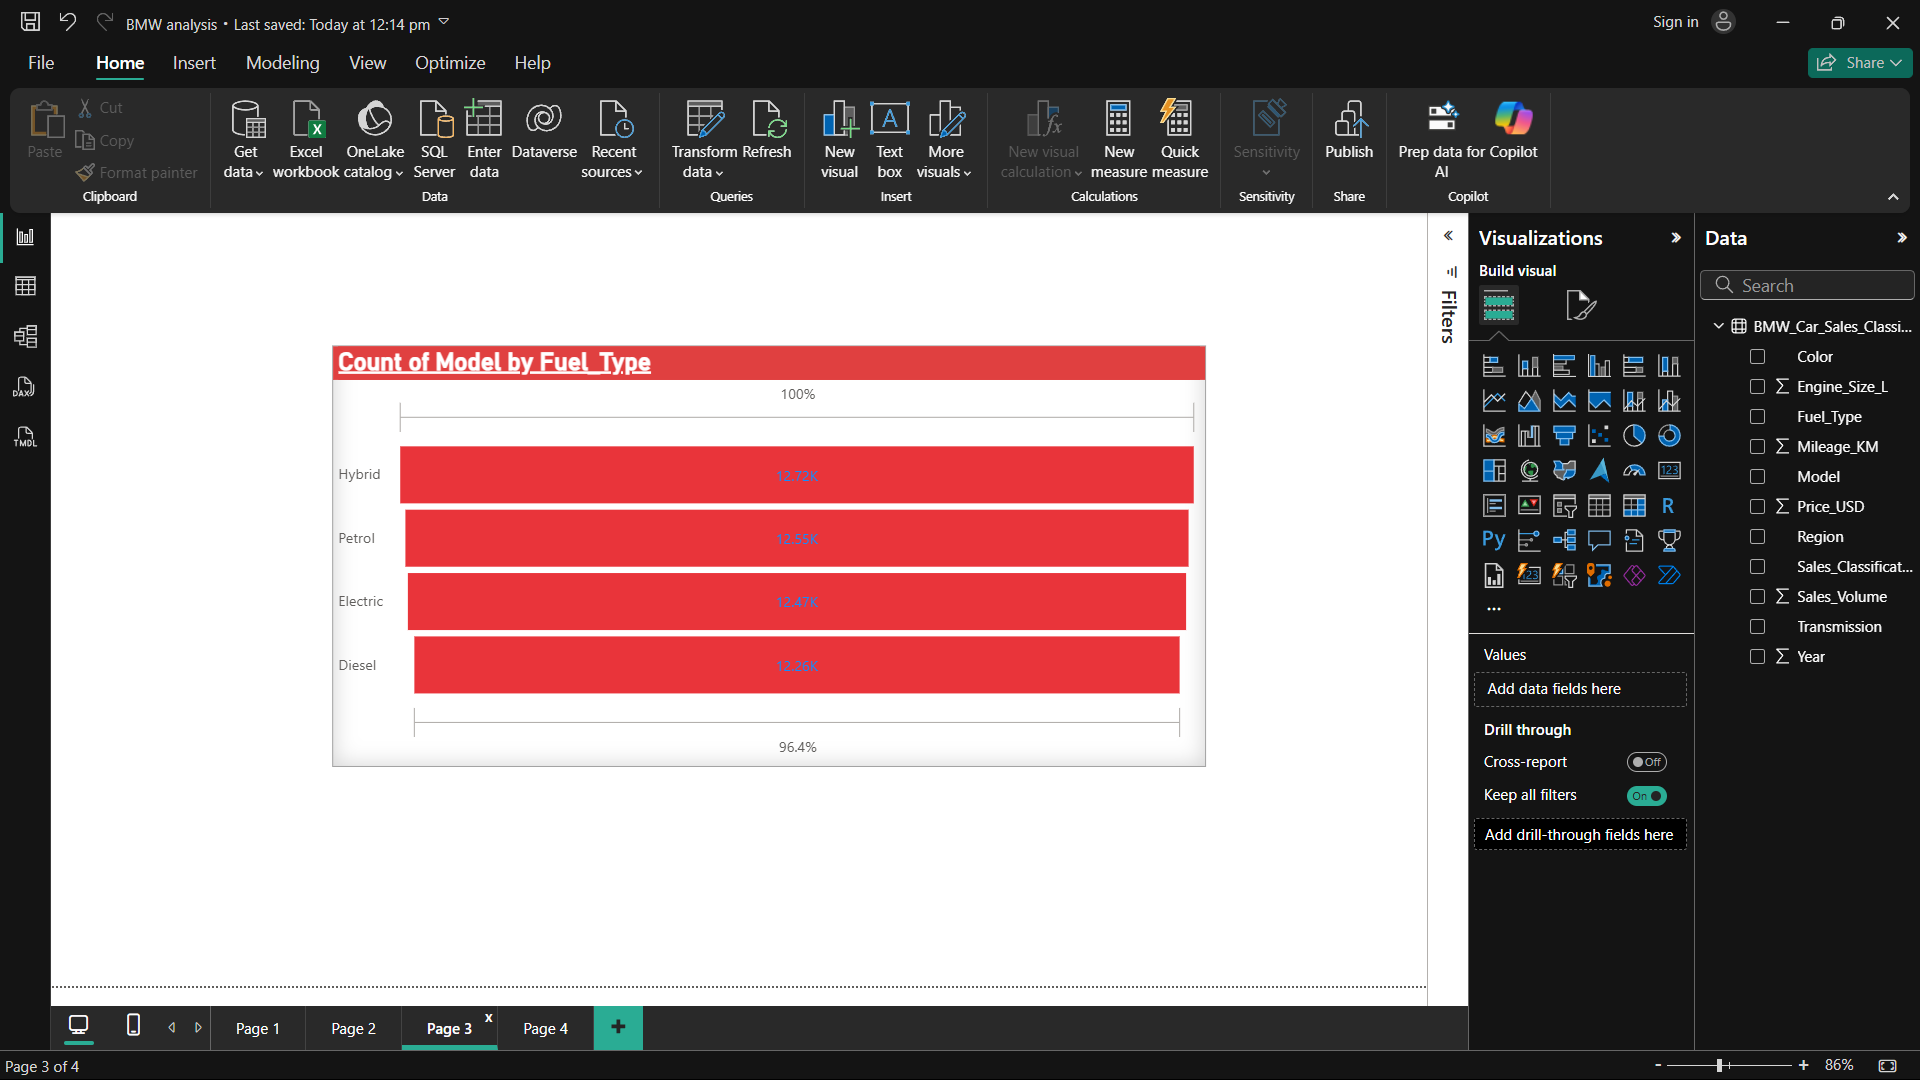 BMW analysis • Last saved: Today at 12:14 pm
Sign in
File Home Insert Modeling View Optimize Help
Share
Paste
Cut
Copy
Format painter
Clipboard
Get data
Excel workbook
OneLake catalog
SQL Server
Enter data
Dataverse
Recent sources
Data
Transform data
Refresh
Queries
New visual
A
Text box
More visuals
Insert
New visual calculation
New measure
Quick measure
Calculations
Sensitivity
Sensitivity
Publish
Share
Prep data for AI
Copilot
Copilot
DAX
TMDL
Count of Model by Fuel_Type
100%
Hybrid 12.72K
Petrol 12.55K
Electric 12.47K
Diesel 12.26K
96.4%
Filters
Visualizations
Build visual
123
R
Py
123
...
Values
Add data fields here
Drill through
Cross-report Off
Keep all filters On
Add drill-through fields here
Data
Search
BMW_Car_Sales_Classi...
Color
Σ Engine_Size_L
Fuel_Type
Σ Mileage_KM
Model
Σ Price_USD
Region
Sales_Classificat...
Σ Sales_Volume
Transmission
Σ Year
Page 1 Page 2 Page 3 x Page 4 +
Page 3 of 4
- + 86%